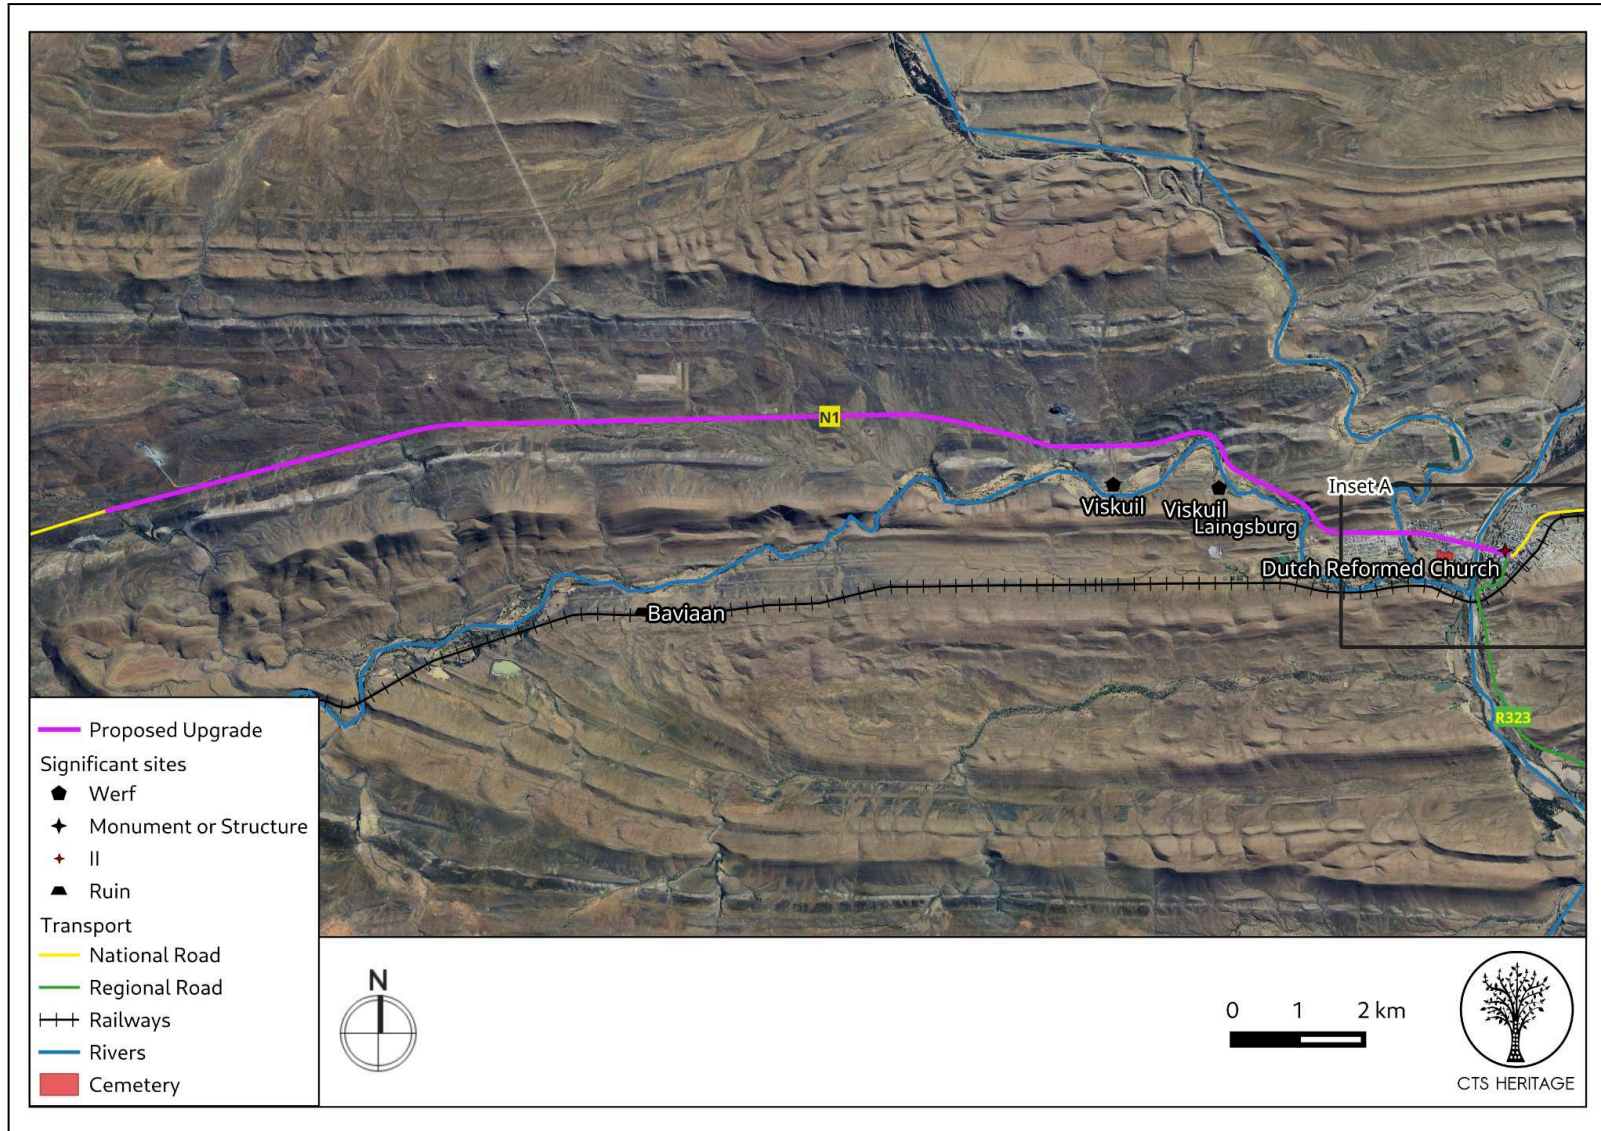 N1
Inset A
Viskuil
Viskuil
Laingsburg
Dutch Reformed Church
Baviaan
R323
Proposed Upgrade
Significant sites
Werf
Monument or Structure
II
Ruin
Transport
National Road
Regional Road
Railways
Rivers
Cemetery
N
0 1 2 km
CTS HERITAGE